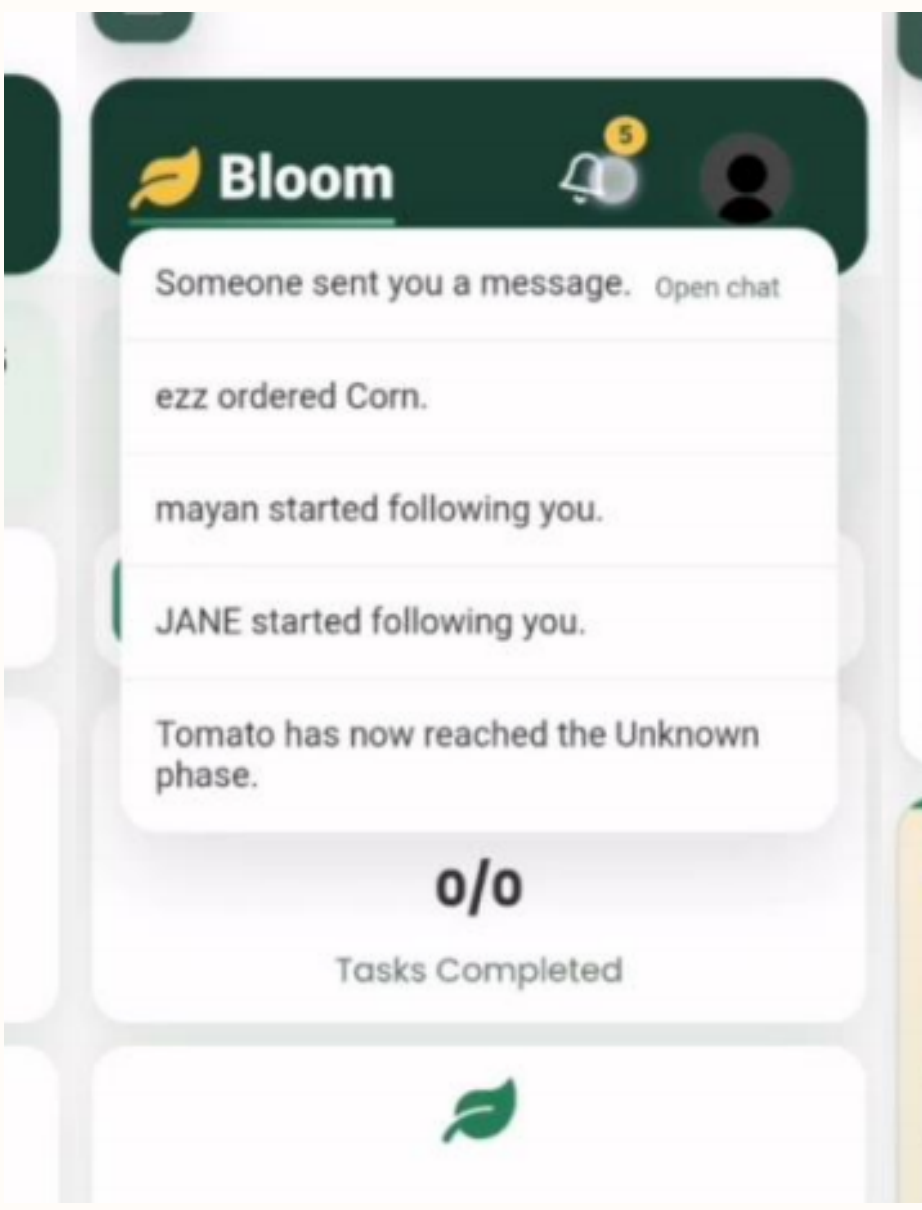 Bloom
5
Someone sent you a message. Open chat
ezz ordered Corn.
mayan started following you.
JANE started following you.
Tomato has now reached the Unknown
phase.
0/0
Tasks Completed